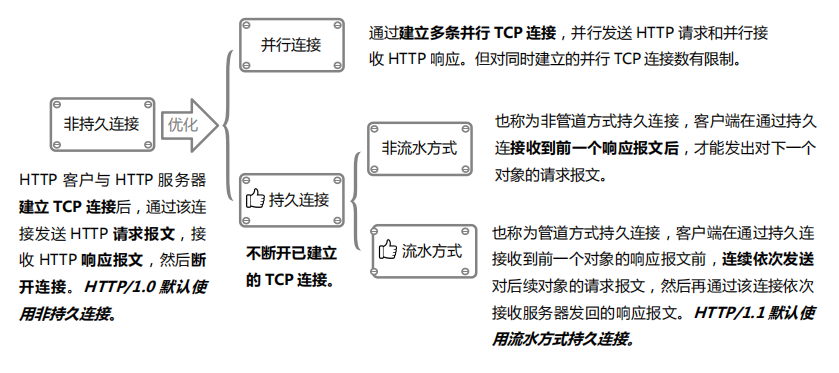 并行连接
通过建立多条并行 TCP 连接，并行发送 HTTP 请求和并行接
收 HTTP 响应。但对同时建立的并行 TCP 连接数有限制。
非持久连接
优化
HTTP 客户与 HTTP 服务器
建立 TCP 连接后，通过该连
接发送 HTTP 请求报文，接
收 HTTP 响应报文，然后断
开连接。HTTP/1.0 默认使
用非持久连接。
持久连接
不断开已建立
的 TCP 连接。
非流水方式
也称为非管道方式持久连接，客户端在通过持久
连接收到前一个响应报文后，才能发出对下一个
对象的请求报文。
流水方式
也称为管道方式持久连接，客户端在通过持久连
接收到前一个对象的响应报文前，连续依次发送
对后续对象的请求报文，然后再通过该连接依次
接收服务器发回的响应报文。HTTP/1.1 默认使
用流水方式持久连接。